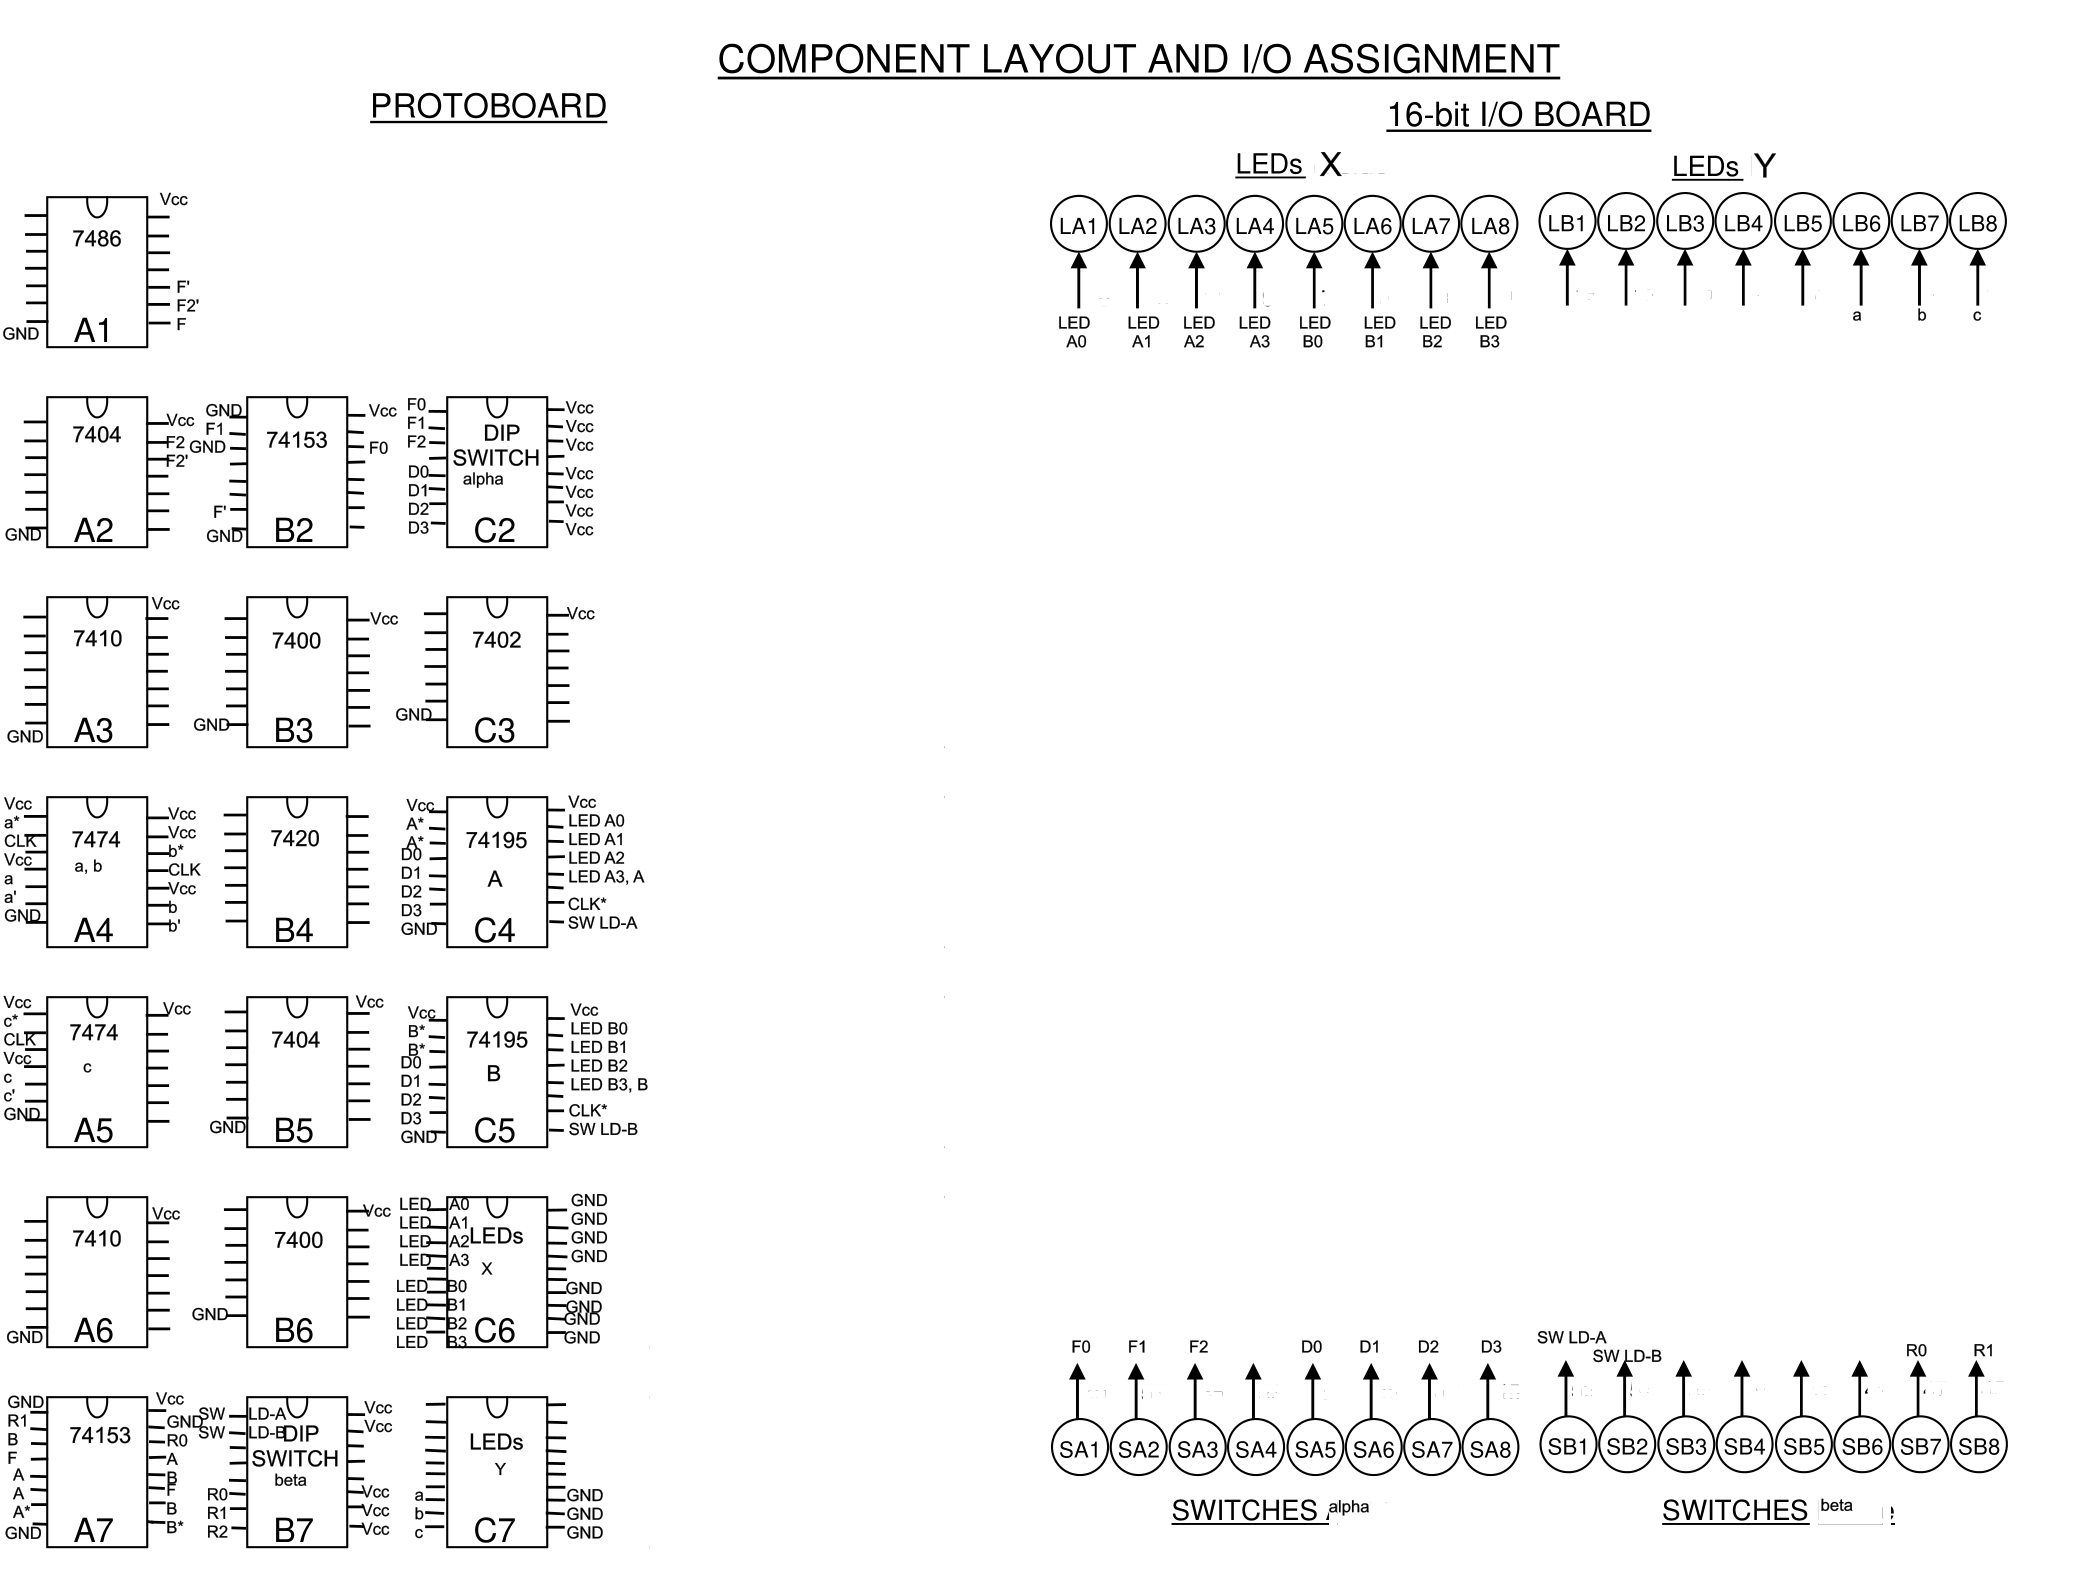 COMPONENT LAYOUT AND I/O ASSIGNMENT
PROTOBOARD
16-bit I/O BOARD
LEDs X
LEDs Y
LA1 LA2 LA3 LA4 LA5 LA6 LA7 LA8
LB1 LB2 LB3 LB4 LB5 LB6 LB7 LB8
LED LED LED LED LED LED LED LED
A0 A1 A2 A3 B0 B1 B2 B3
a b c
Vcc
7486
F'
F2'
F
GND
A1
7404
Vcc
F2
F2'
GND
A2
GND
F1
GND
F'
GND
74153
Vcc
F0
B2
F0
F1
F2
D0
D1
D2
D3
DIP
SWITCH
alpha
C2
Vcc
Vcc
Vcc
Vcc
Vcc
Vcc
Vcc
Vcc
7410
GND
A3
Vcc
7400
GND
B3
Vcc
7402
GND
C3
Vcc
a*
CLK
Vcc
a
a'
GND
7474
a, b
A4
Vcc
Vcc
b*
CLK
Vcc
b
b'
7420
B4
Vcc
A*
A*
D0
D1
D2
D3
GND
74195
A
C4
Vcc
LED A0
LED A1
LED A2
LED A3, A
CLK*
SW LD-A
Vcc
c*
CLK
Vcc
c
c'
GND
7474
c
A5
Vcc
Vcc
7404
GND
B5
Vcc
B*
B*
D0
D1
D2
D3
GND
74195
B
C5
Vcc
LED B0
LED B1
LED B2
LED B3, B
CLK*
SW LD-B
Vcc
7410
GND
A6
Vcc
7400
GND
B6
LED A0
LED A1
LED A2
LED A3
LED B0
LED B1
LED B2
LED B3
LEDs
X
C6
GND
GND
GND
GND
GND
GND
GND
GND
GND
R1
B
F
A
A
A*
GND
74153
A7
Vcc
GND
R0
A
B
F
B
B*
SW LD-A
SW LD-B
R0
R1
R2
DIP
SWITCH
beta
B7
Vcc
Vcc
Vcc
Vcc
Vcc
a
b
c
LEDs
Y
C7
GND
GND
GND
F0 F1 F2 D0 D1 D2 D3
SW LD-A
SW LD-B
R0 R1
SA1 SA2 SA3 SA4 SA5 SA6 SA7 SA8
SB1 SB2 SB3 SB4 SB5 SB6 SB7 SB8
SWITCHES alpha
SWITCHES beta